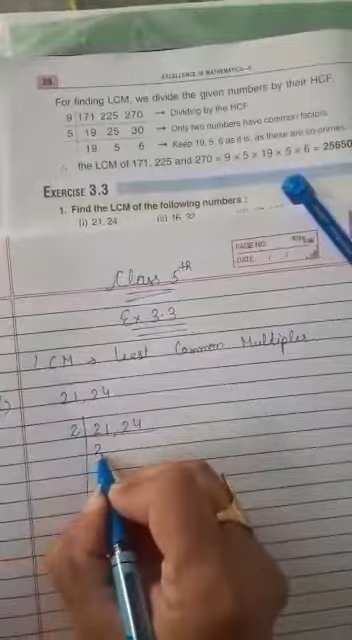 28
EXCELLENCE IN MATHEMATICS—5
For finding LCM, we divide the given numbers by their HCF.
9 171 225 270 → Dividing by the HCF
5 19 25 30 → Only two numbers have common factors.
19 5 6 → Keep 19, 5, 6 as it is, as these are co-primes.
∴ the LCM of 171, 225 and 270 = 9 × 5 × 19 × 5 × 6 = 25650
EXERCISE 3.3
1. Find the LCM of the following numbers :
(i) 21, 24 (ii) 16,
PAGE NO.
DATE: / /
Class 5th
Ex 3.3
LCM → Least Common Multiples
21, 24
2 21, 24
2